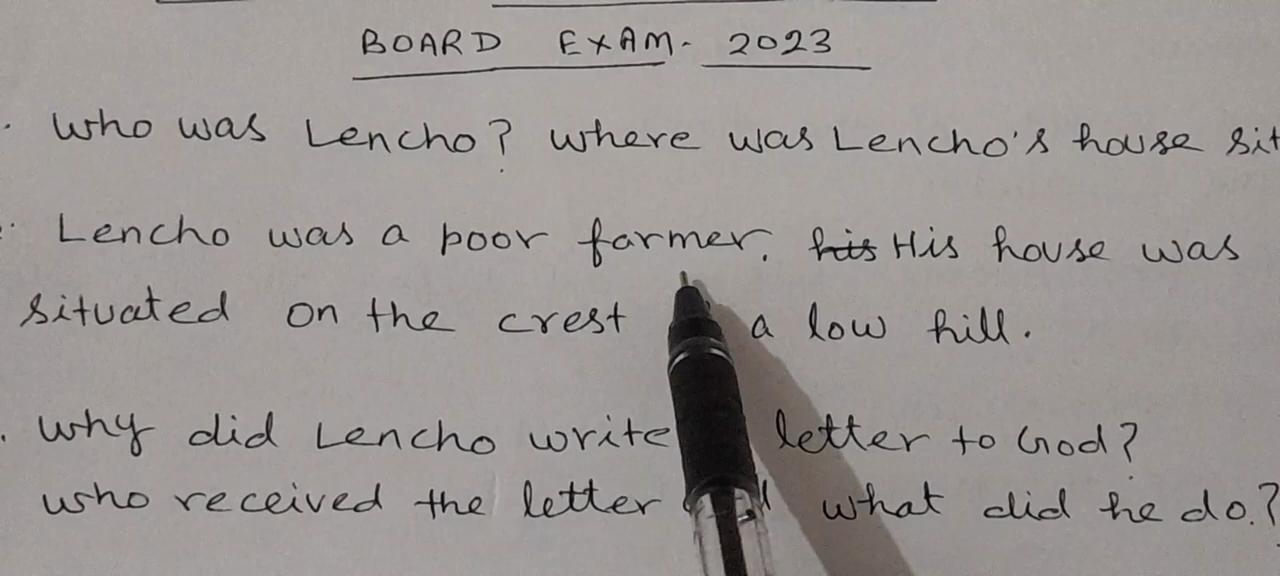 BOARD EXAM- 2023
. Who was Lencho? Where was Lencho's house
: Lencho was a poor farmer. his His house was
situated on the crest a low hill.
. Why did Lencho write letter to God?
who received the letter what did he do.?